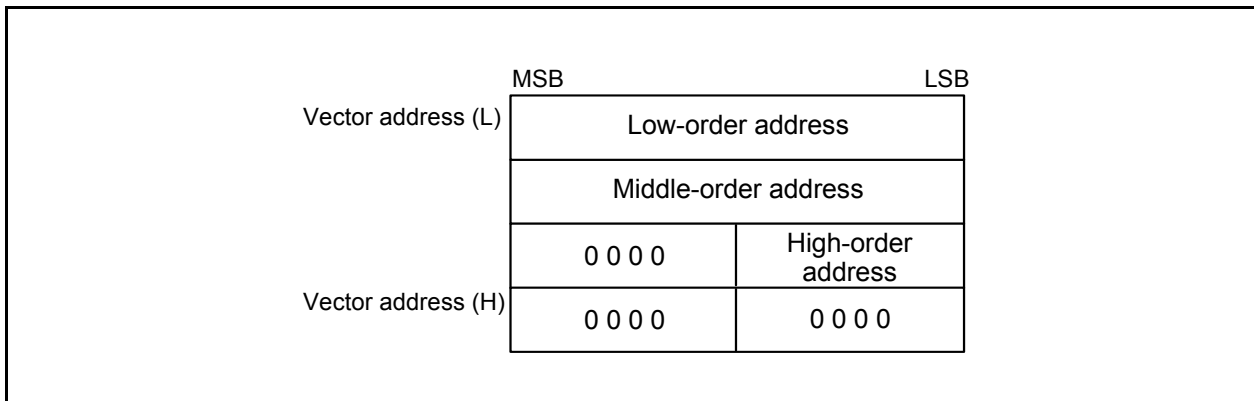 MSB LSB
Vector address (L) Low-order address
Middle-order address
0 0 0 0 High-order
address
Vector address (H) 0 0 0 0 0 0 0 0